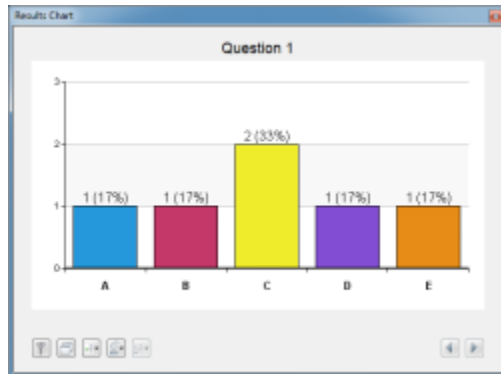 Results Chart
Question 1
3
2
1
0
2 (33%)
1 (17%) 1 (17%) 1 (17%) 1 (17%)
A B C D E